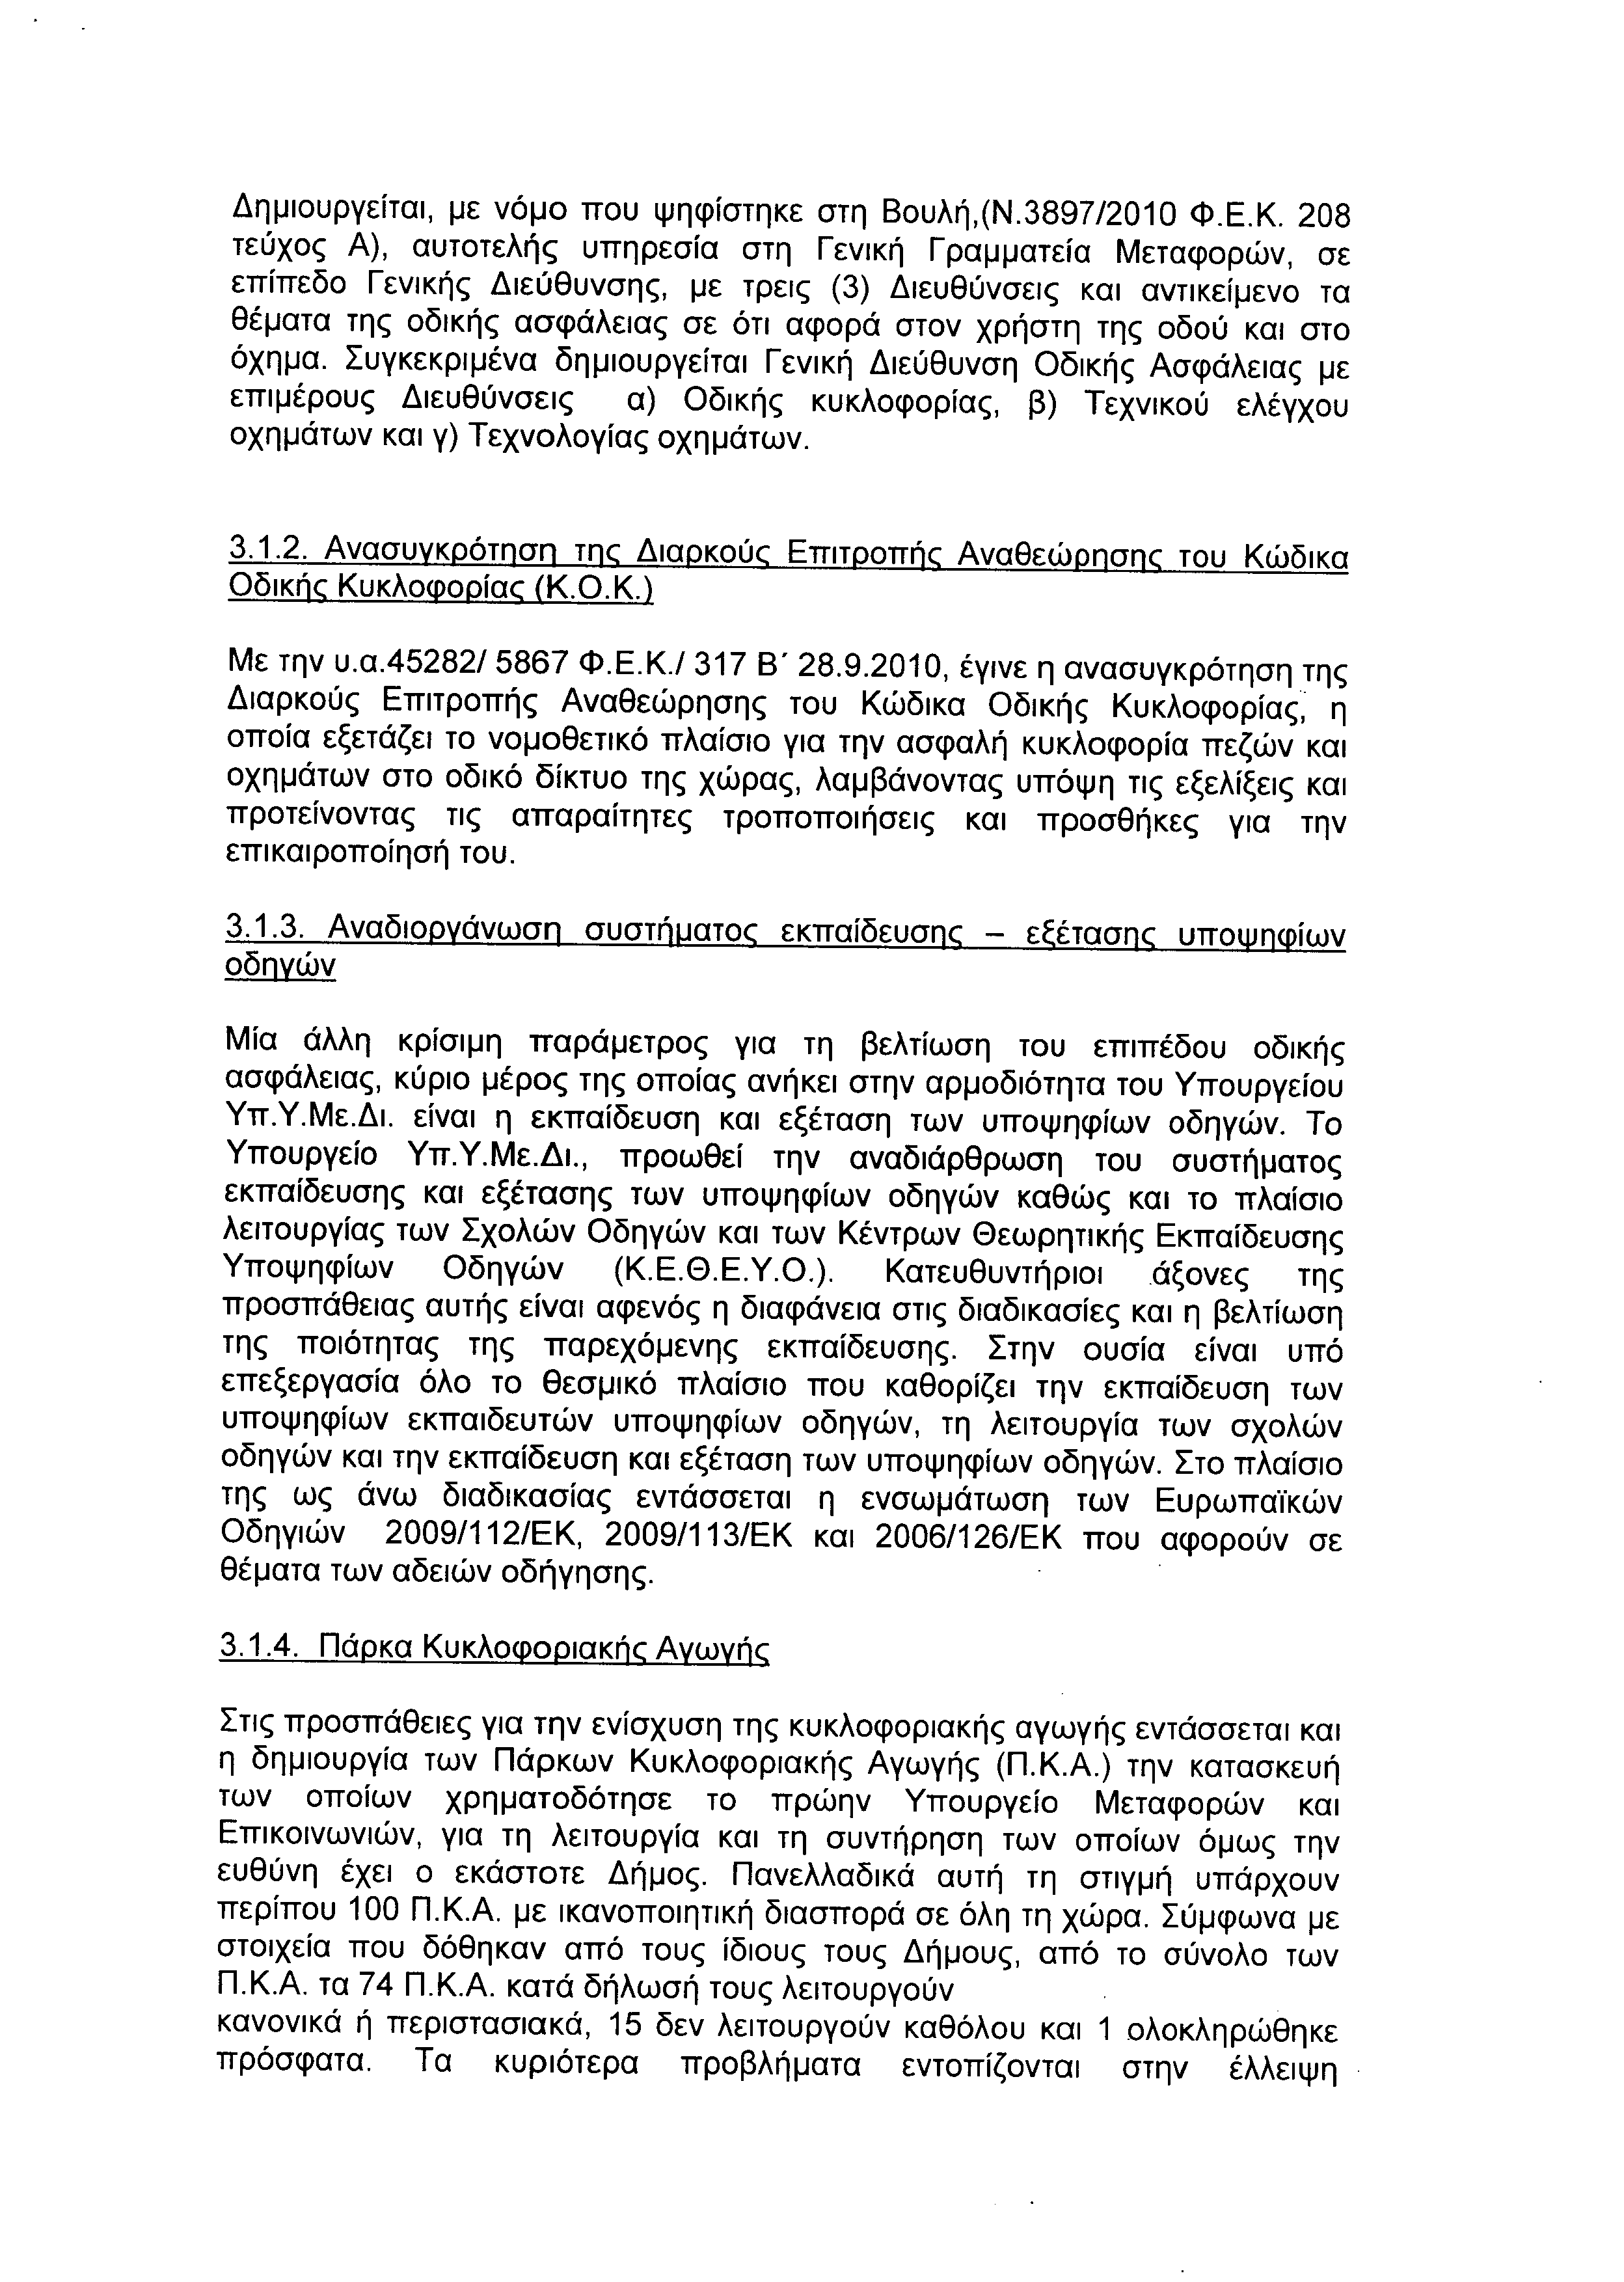 Δημιουργείται, με νόμο που ψηφίστηκε στη Βουλή,(Ν.3897/2010 Φ.Ε.Κ. 208
τεύχος Α), αυτοτελής υπηρεσία στη Γενική Γραμματεία Μεταφορών, σε
επίπεδο Γενικής Διεύθυνσης, με τρεις (3) Διευθύνσεις και αντικείμενο τα
θέματα της οδικής ασφάλειας σε ότι αφορά στον χρήστη της οδού και στο
όχημα. Συγκεκριμένα δημιουργείται Γενική Διεύθυνση Οδικής Ασφάλειας με
επιμέρους Διευθύνσεις α) Οδικής κυκλοφορίας, β) Τεχνικού ελέγχου
οχημάτων και γ) Τεχνολογίας οχημάτων.
3.1.2. Ανασυγκρότηση της Διαρκούς Επιτροπής Αναθεώρησης του Κώδικα
Οδικής Κυκλοφορίας (Κ.Ο.Κ.)
Με την υ.α.45282/ 5867 Φ.Ε.Κ./ 317 Β΄ 28.9.2010, έγινε η ανασυγκρότηση της
Διαρκούς Επιτροπής Αναθεώρησης του Κώδικα Οδικής Κυκλοφορίας, η
οποία εξετάζει το νομοθετικό πλαίσιο για την ασφαλή κυκλοφορία πεζών και
οχημάτων στο οδικό δίκτυο της χώρας, λαμβάνοντας υπόψη τις εξελίξεις και
προτείνοντας τις απαραίτητες τροποποιήσεις και προσθήκες για την
επικαιροποίησή του.
3.1.3. Αναδιοργάνωση συστήματος εκπαίδευσης – εξέτασης υποψηφίων
οδηγών
Μία άλλη κρίσιμη παράμετρος για τη βελτίωση του επιπέδου οδικής
ασφάλειας, κύριο μέρος της οποίας ανήκει στην αρμοδιότητα του Υπουργείου
Υπ.Υ.Με.Δι. είναι η εκπαίδευση και εξέταση των υποψηφίων οδηγών. Το
Υπουργείο Υπ.Υ.Με.Δι., προωθεί την αναδιάρθρωση του συστήματος
εκπαίδευσης και εξέτασης των υποψηφίων οδηγών καθώς και το πλαίσιο
λειτουργίας των Σχολών Οδηγών και των Κέντρων Θεωρητικής Εκπαίδευσης
Υποψηφίων Οδηγών (Κ.Ε.Θ.Ε.Υ.Ο.). Κατευθυντήριοι άξονες της
προσπάθειας αυτής είναι αφενός η διαφάνεια στις διαδικασίες και η βελτίωση
της ποιότητας της παρεχόμενης εκπαίδευσης. Στην ουσία είναι υπό
επεξεργασία όλο το θεσμικό πλαίσιο που καθορίζει την εκπαίδευση των
υποψηφίων εκπαιδευτών υποψηφίων οδηγών, τη λειτουργία των σχολών
οδηγών και την εκπαίδευση και εξέταση των υποψηφίων οδηγών. Στο πλαίσιο
της ως άνω διαδικασίας εντάσσεται η ενσωμάτωση των Ευρωπαϊκών
Οδηγιών 2009/112/ΕΚ, 2009/113/ΕΚ και 2006/126/ΕΚ που αφορούν σε
θέματα των αδειών οδήγησης.
3.1.4. Πάρκα Κυκλοφοριακής Αγωγής
Στις προσπάθειες για την ενίσχυση της κυκλοφοριακής αγωγής εντάσσεται και
η δημιουργία των Πάρκων Κυκλοφοριακής Αγωγής (Π.Κ.Α.) την κατασκευή
των οποίων χρηματοδότησε το πρώην Υπουργείο Μεταφορών και
Επικοινωνιών, για τη λειτουργία και τη συντήρηση των οποίων όμως την
ευθύνη έχει ο εκάστοτε Δήμος. Πανελλαδικά αυτή τη στιγμή υπάρχουν
περίπου 100 Π.Κ.Α. με ικανοποιητική διασπορά σε όλη τη χώρα. Σύμφωνα με
στοιχεία που δόθηκαν από τους ίδιους τους Δήμους, από το σύνολο των
Π.Κ.Α. τα 74 Π.Κ.Α. κατά δήλωσή τους λειτουργούν
κανονικά ή περιστασιακά, 15 δεν λειτουργούν καθόλου και 1 ολοκληρώθηκε
πρόσφατα. Τα κυριότερα προβλήματα εντοπίζονται στην έλλειψη